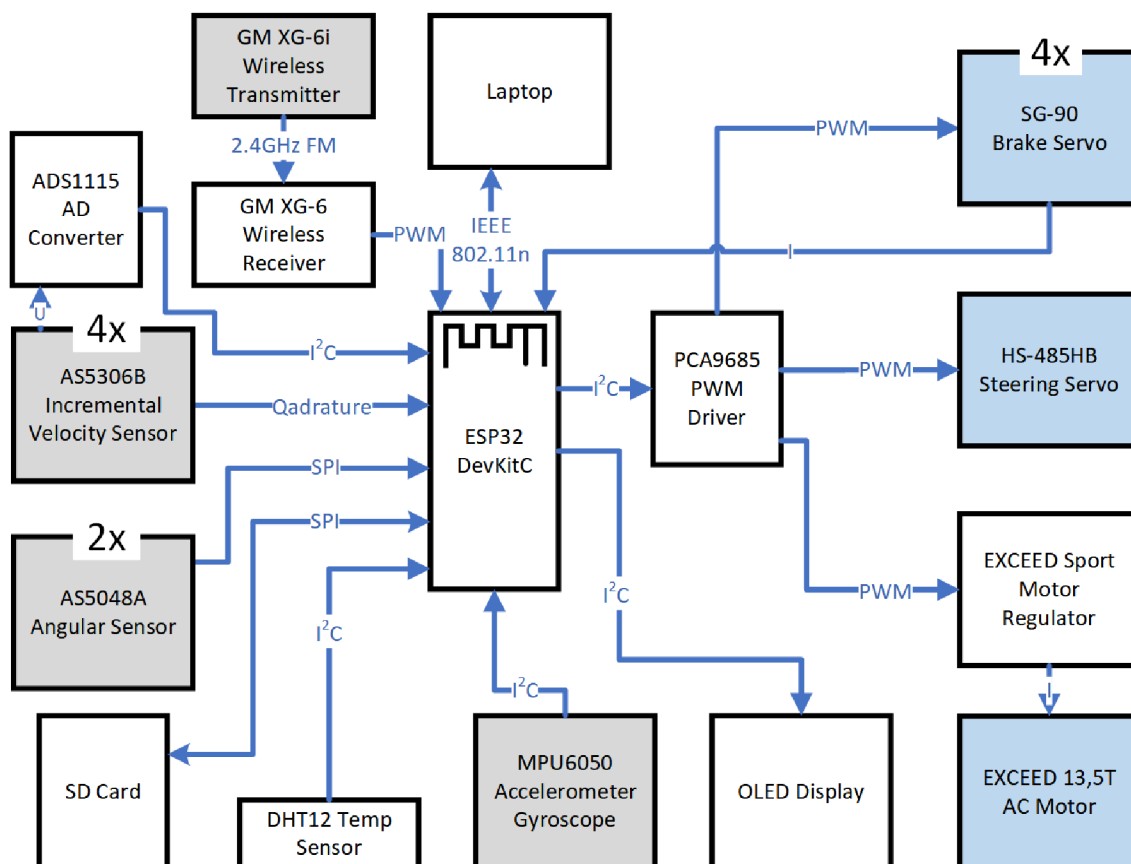 GM XG-6i
Wireless
Transmitter
2.4GHz FM
GM XG-6
Wireless
Receiver
PWM
Laptop
IEEE
802.11n
4x
SG-90
Brake Servo
PWM
I
ADS1115
AD
Converter
U
I²C
4x
AS5306B
Incremental
Velocity Sensor
Qadrature
ESP32
DevKitC
I²C
PCA9685
PWM
Driver
PWM
HS-485HB
Steering Servo
SPI
SPI
2x
AS5048A
Angular Sensor
I²C
I²C
I²C
PWM
EXCEED Sport
Motor
Regulator
I
SD Card
DHT12 Temp
Sensor
MPU6050
Accelerometer
Gyroscope
OLED Display
EXCEED 13,5T
AC Motor